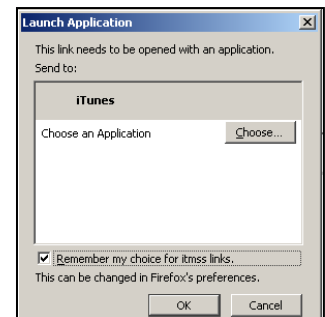 Launch Application
This link needs to be opened with an application.
Send to:
iTunes
Choose an Application
Choose...
Remember my choice for itmss links.
This can be changed in Firefox's preferences.
OK
Cancel